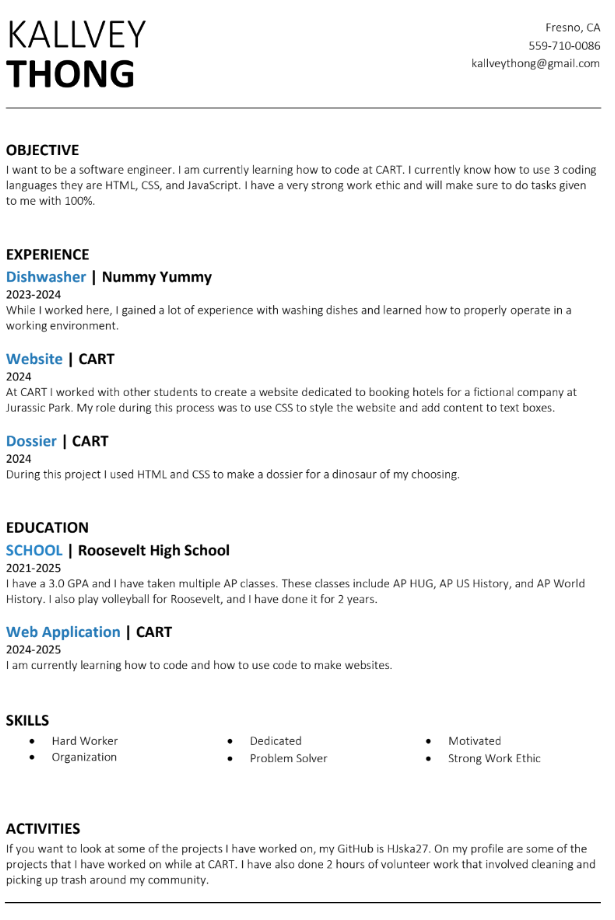 KALLVEY
THONG
Fresno, CA
559-710-0086
kallveythong@gmail.com
OBJECTIVE
I want to be a software engineer. I am currently learning how to code at CART. I currently know how to use 3 coding
languages they are HTML, CSS, and JavaScript. I have a very strong work ethic and will make sure to do tasks given
to me with 100%.
EXPERIENCE
Dishwasher | Nummy Yummy
2023-2024
While I worked here, I gained a lot of experience with washing dishes and learned how to properly operate in a
working environment.
Website | CART
2024
At CART I worked with other students to create a website dedicated to booking hotels for a fictional company at
Jurassic Park. My role during this process was to use CSS to style the website and add content to text boxes.
Dossier | CART
2024
During this project I used HTML and CSS to make a dossier for a dinosaur of my choosing.
EDUCATION
SCHOOL | Roosevelt High School
2021-2025
I have a 3.0 GPA and I have taken multiple AP classes. These classes include AP HUG, AP US History, and AP World
History. I also play volleyball for Roosevelt, and I have done it for 2 years.
Web Application | CART
2024-2025
I am currently learning how to code and how to use code to make websites.
SKILLS
• Hard Worker
• Organization
• Dedicated
• Problem Solver
• Motivated
• Strong Work Ethic
ACTIVITIES
If you want to look at some of the projects I have worked on, my GitHub is HJska27. On my profile are some of the
projects that I have worked on while at CART. I have also done 2 hours of volunteer work that involved cleaning and
picking up trash around my community.